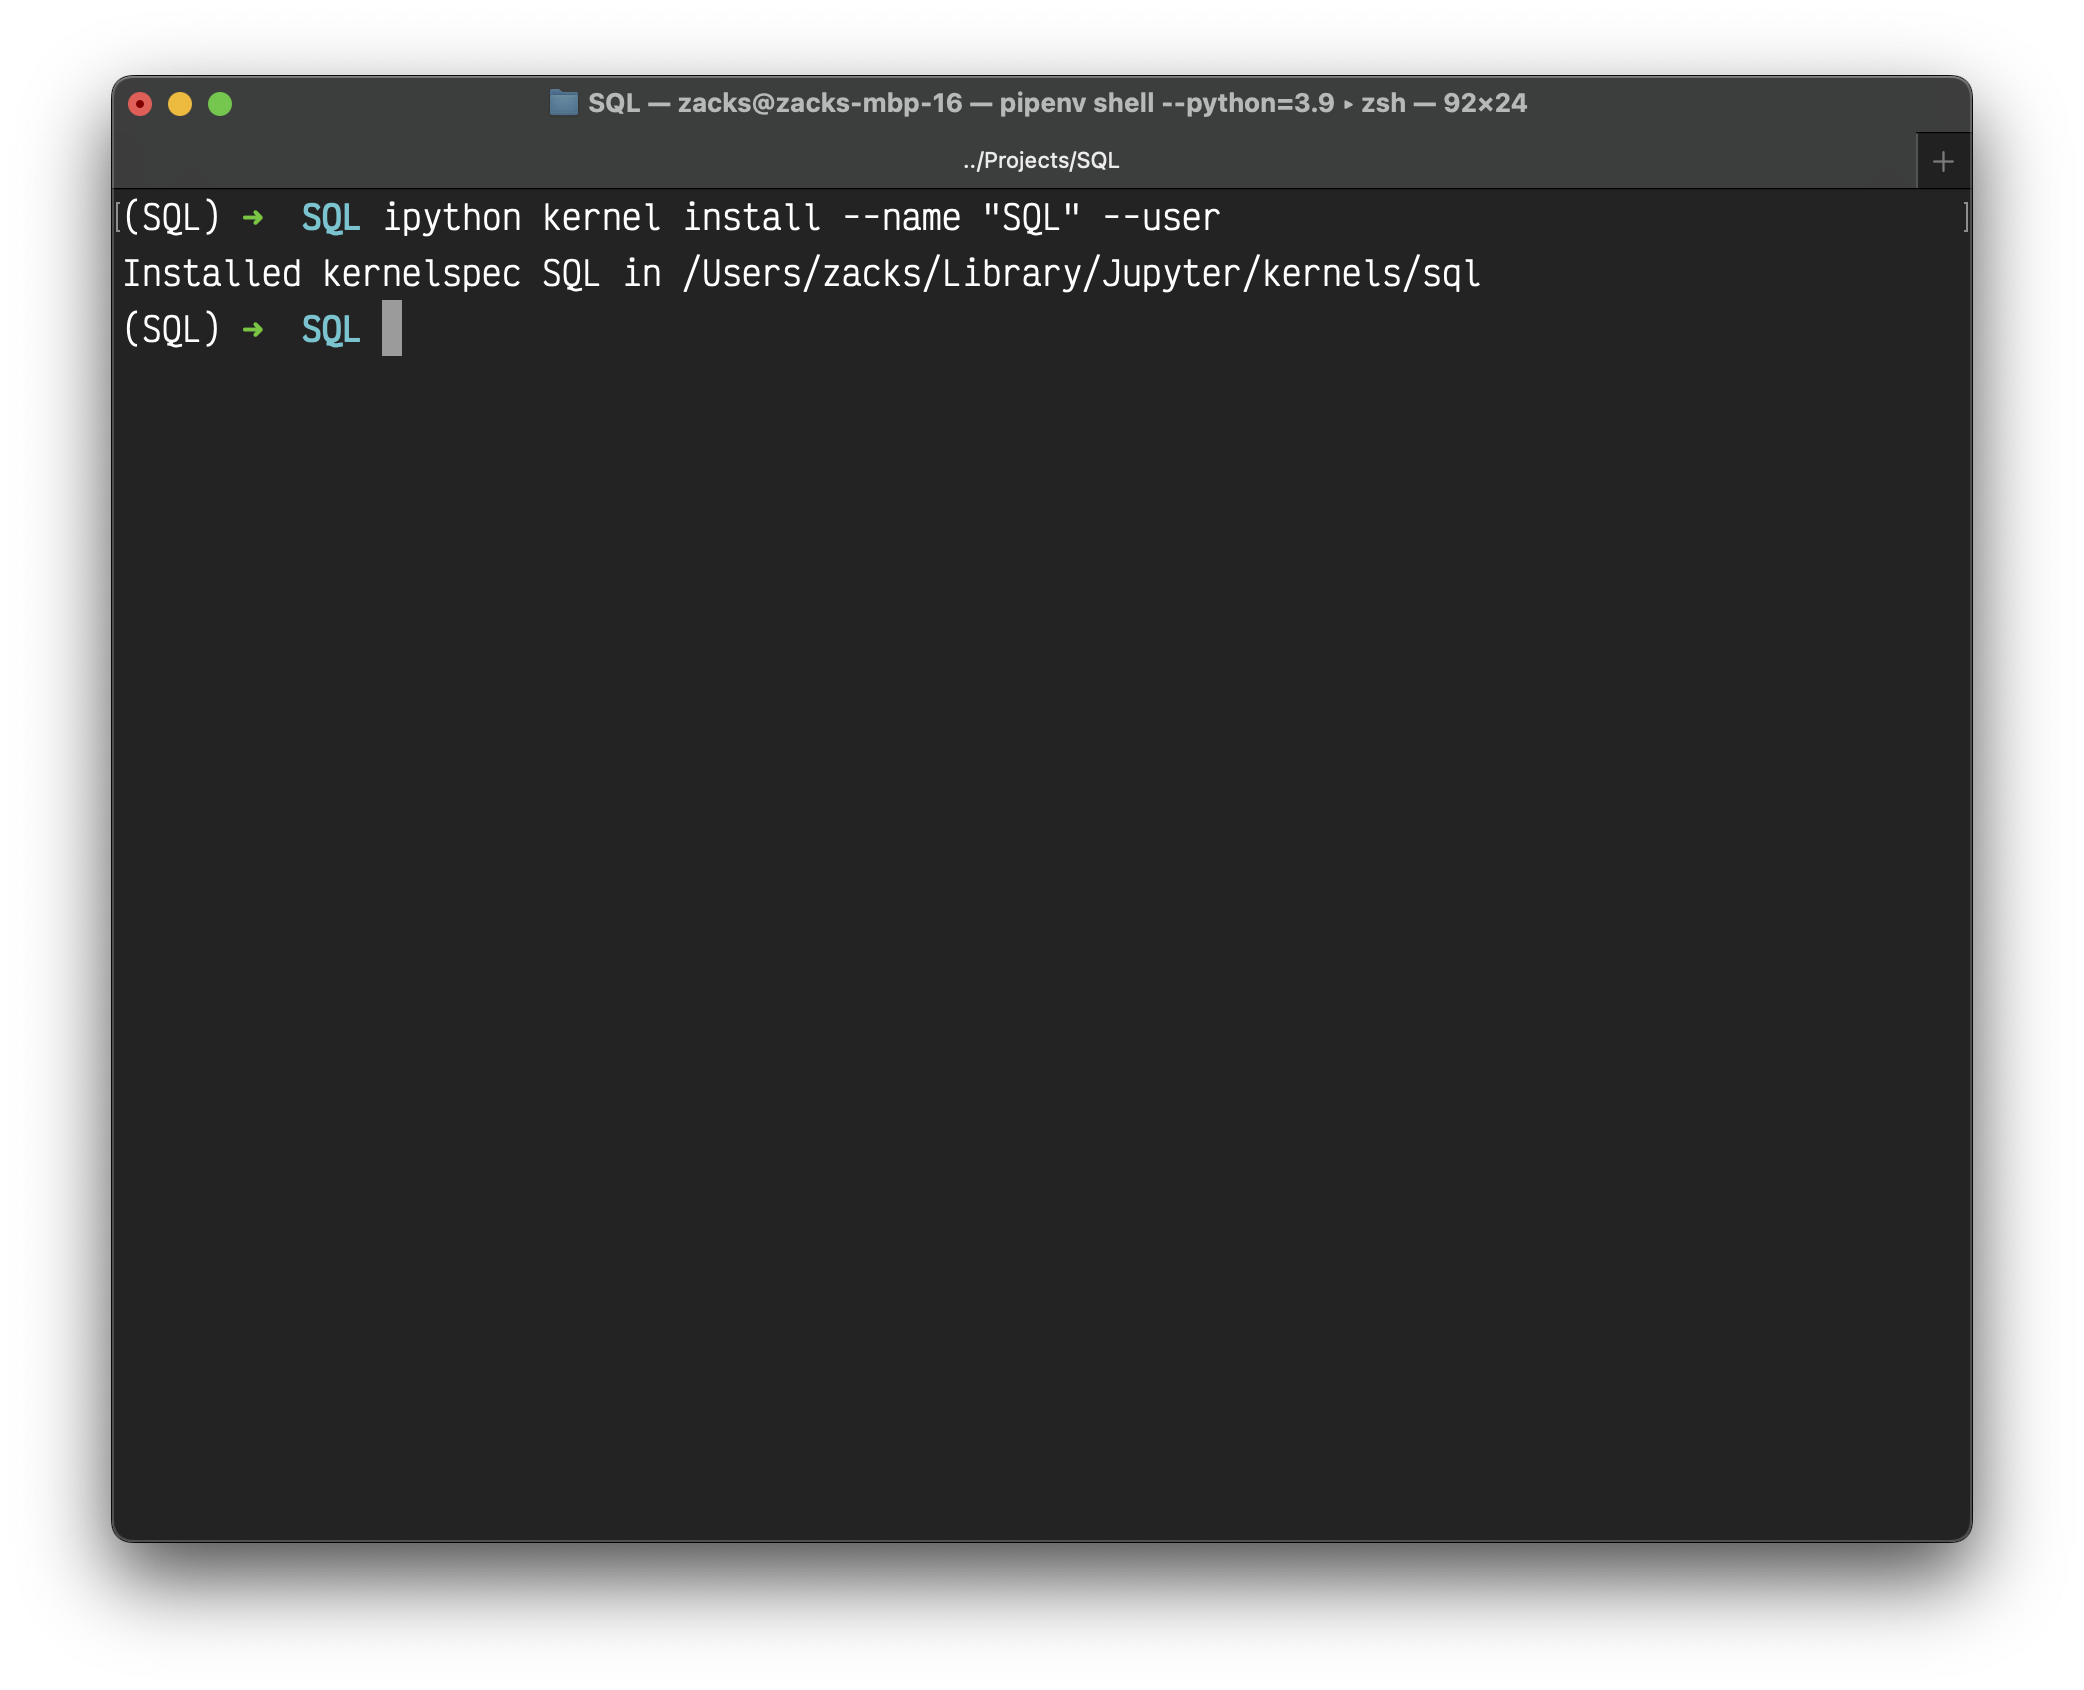 SQL — zacks@zacks-mbp-16 — pipenv shell --python=3.9 ▸ zsh — 92×24
../Projects/SQL
[(SQL) ➜  SQL ipython kernel install --name "SQL" --user ]
Installed kernelspec SQL in /Users/zacks/Library/Jupyter/kernels/sql
(SQL) ➜  SQL